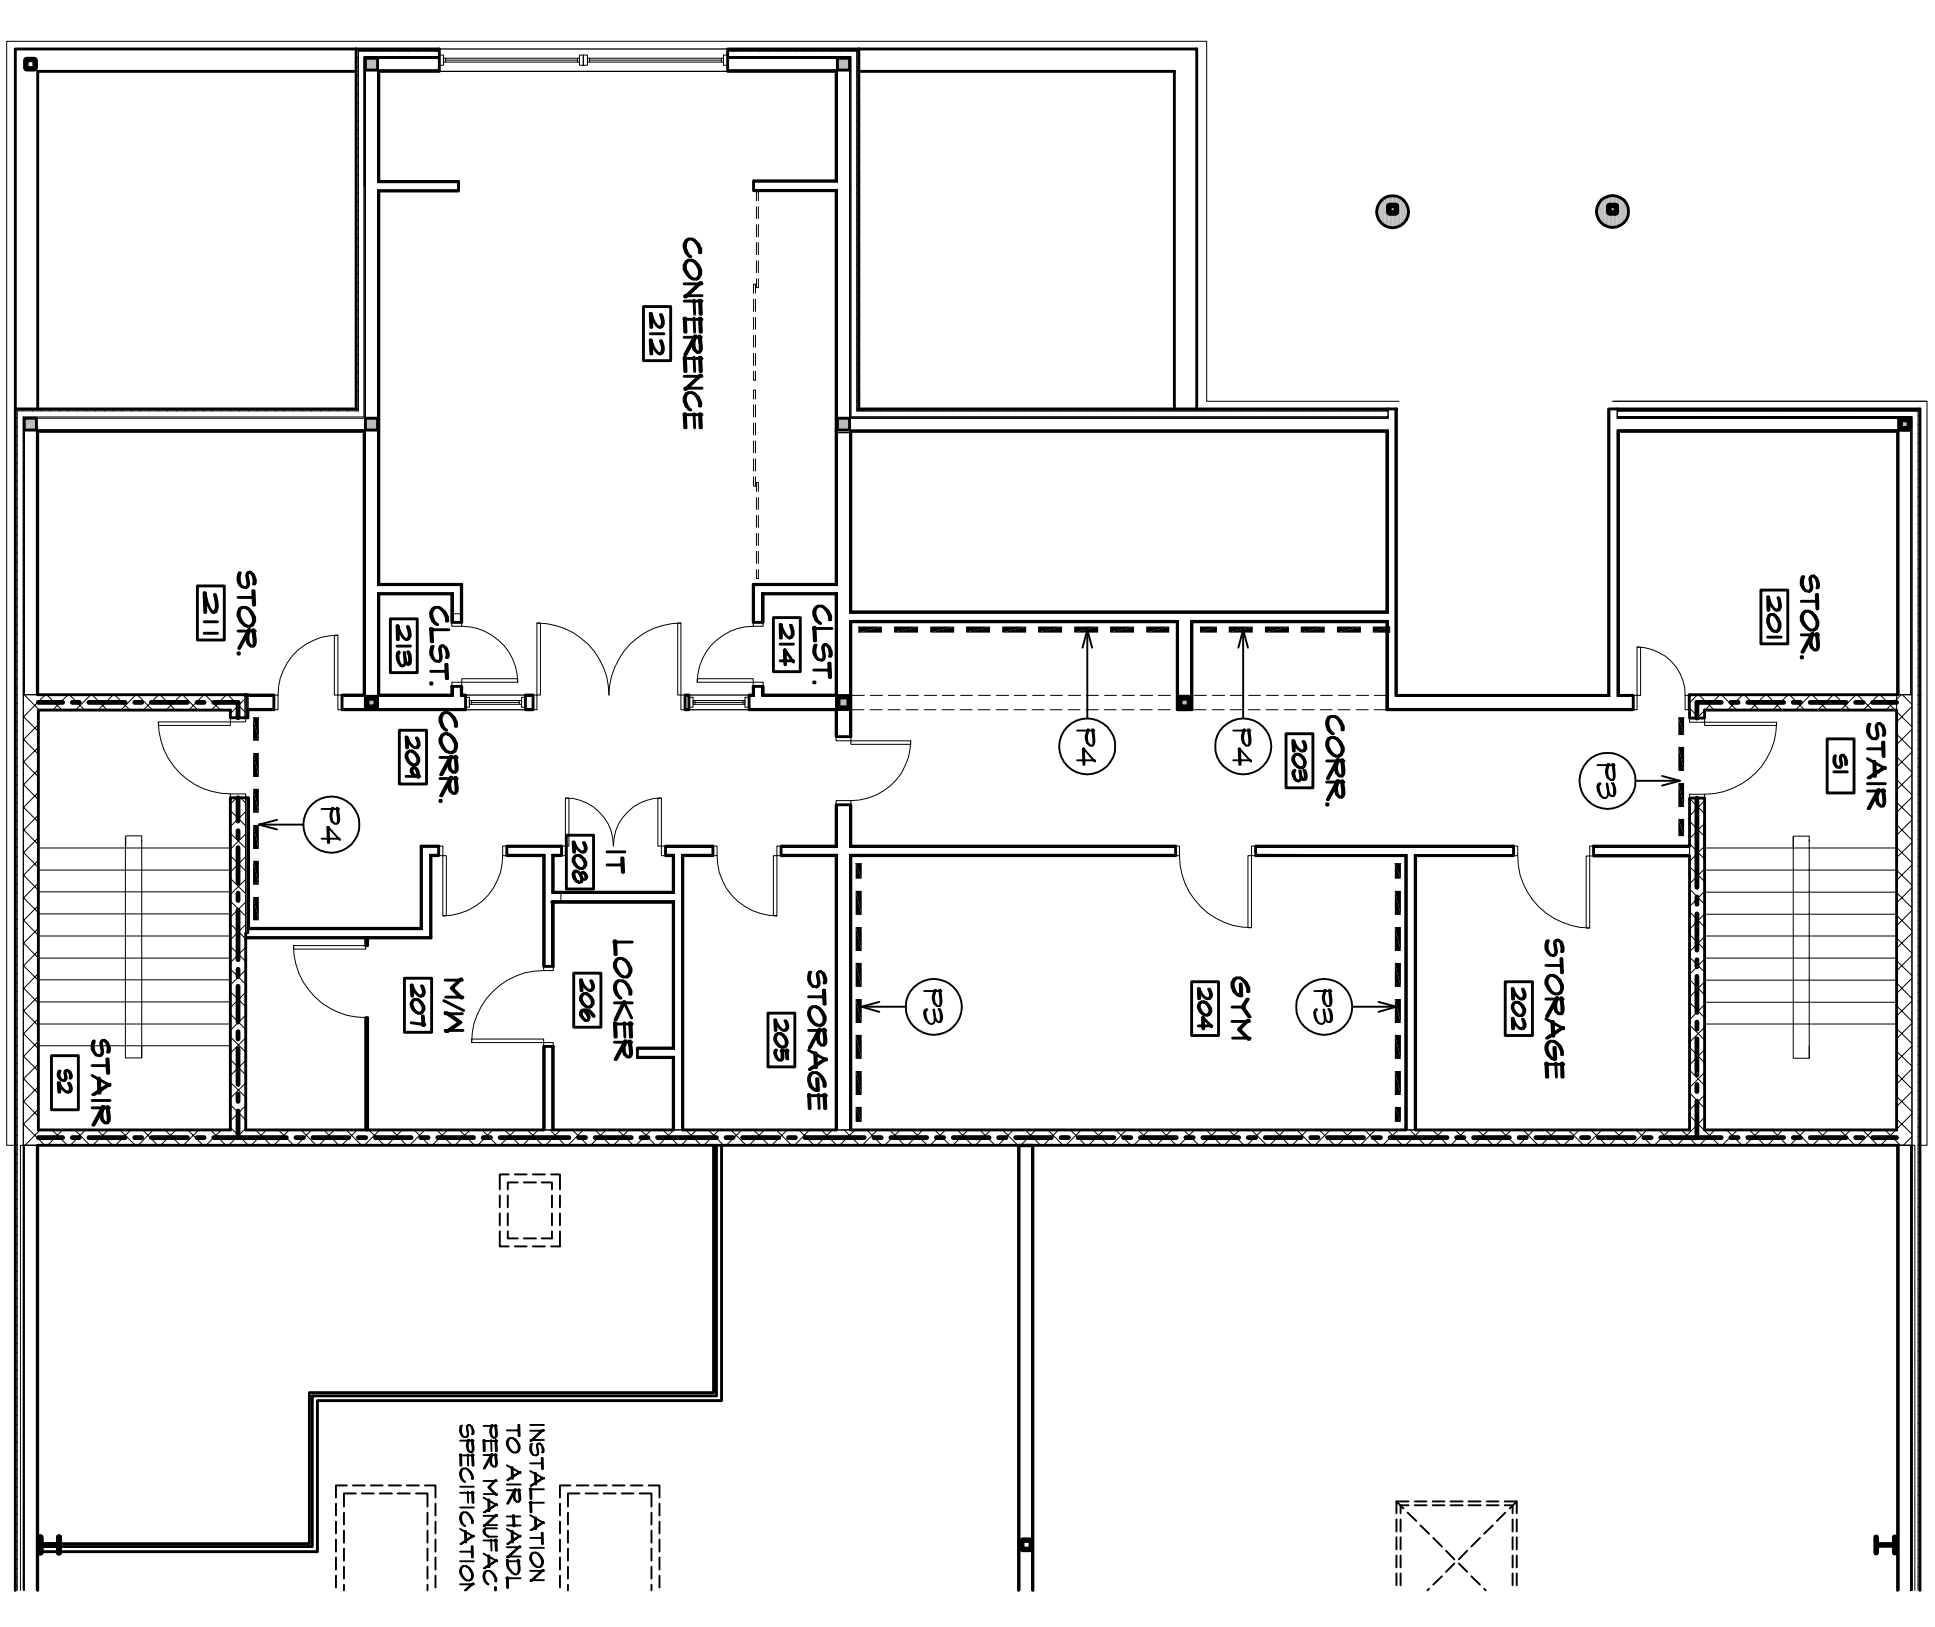 CONFERENCE
212
STOR.
211
CLST.
213
CLST.
214
STOR.
201
CORR.
209
P4
P4
P4
CORR.
203
P3
STAIR
S1
IT
208
LOCKER
206
M/W
207
STORAGE
205
P3
GYM
204
P3
STORAGE
202
STAIR
S2
INSTALLATION
TO AIR HANDL
PER MANUFAC
SPECIFICATION